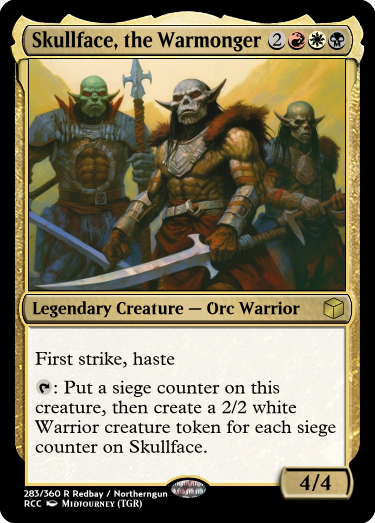 Skullface, the Warmonger 2
Legendary Creature — Orc Warrior
First strike, haste
: Put a siege counter on this
creature, then create a 2/2 white
Warrior creature token for each siege
counter on Skullface.
4/4
283/360 R Redbay / Northerngun
RCC Midjourney (TGR)